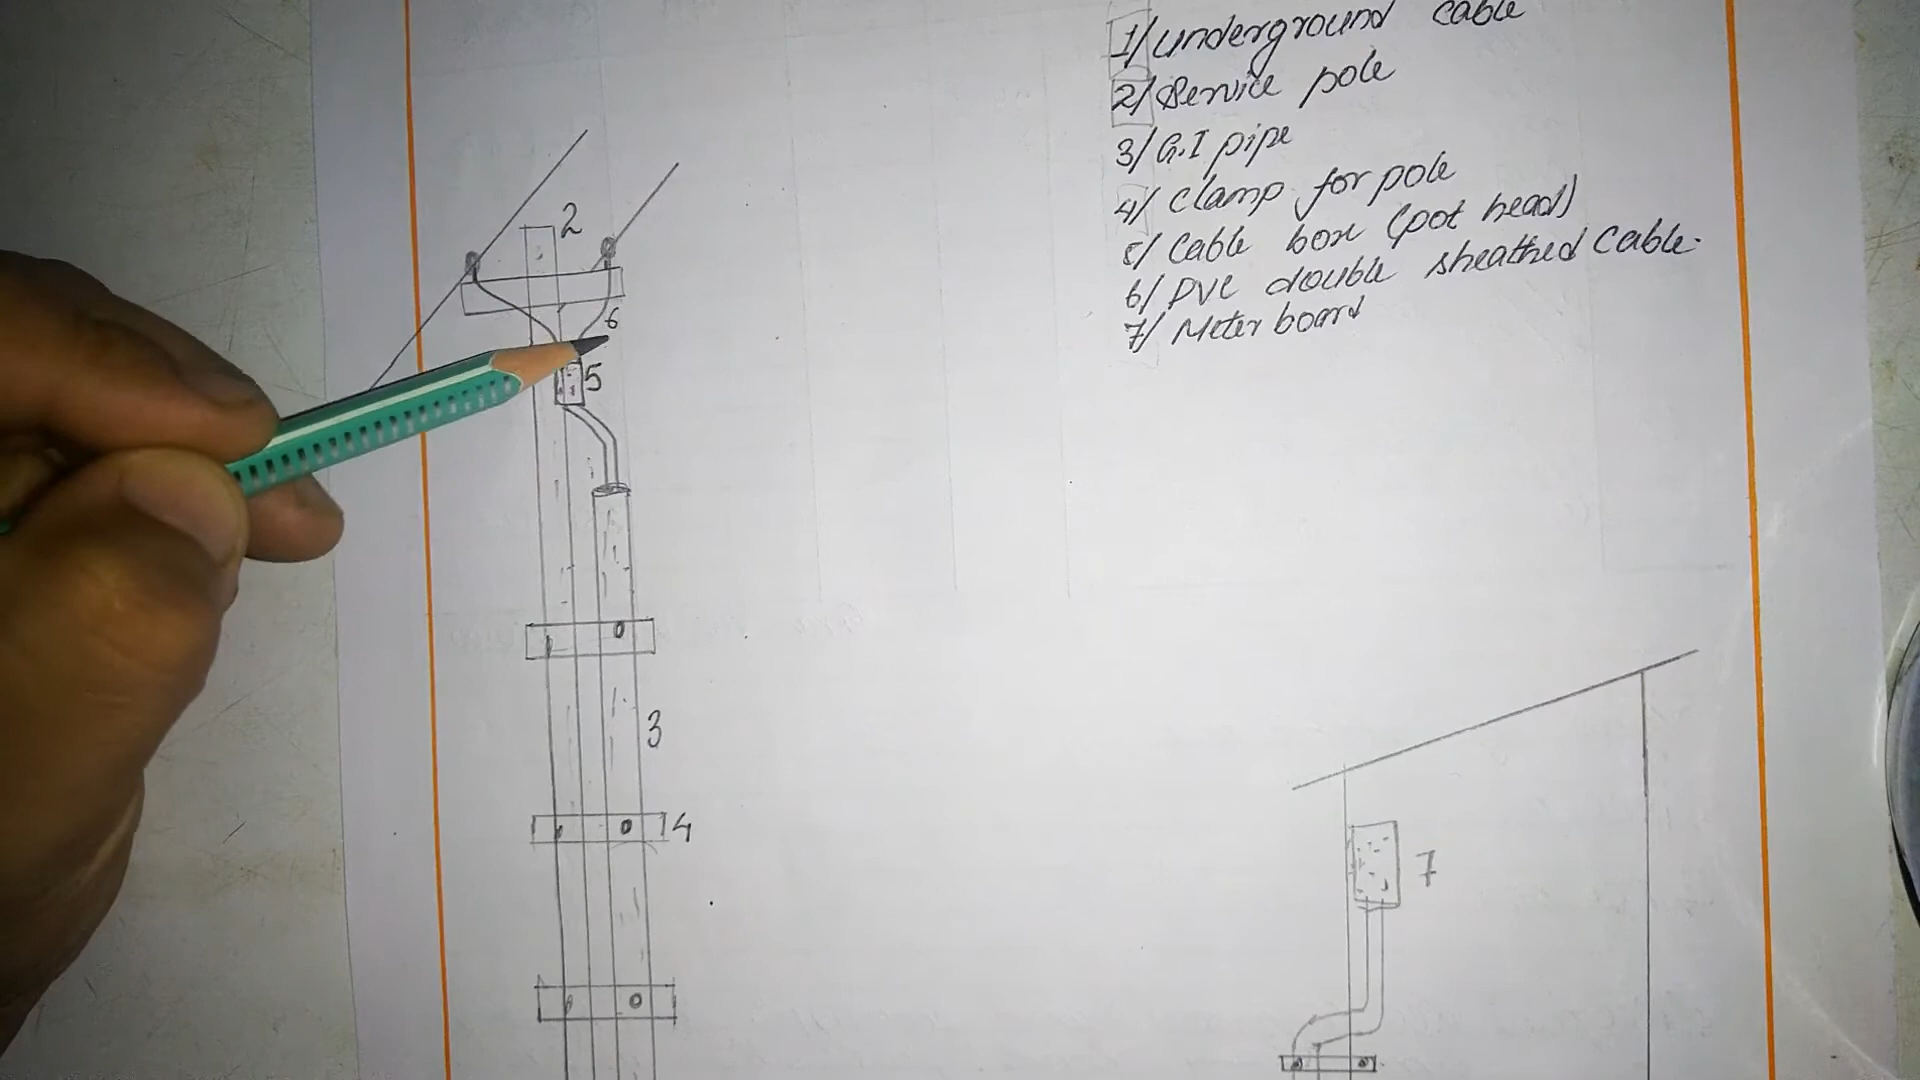 1/ underground cable
2/ Service pole
3/ G.I pipe
4/ Clamp for pole
5/ Cable box (pot head)
6/ PVC double sheathed cable.
7/ Meter board
2
6
5
3
4
7